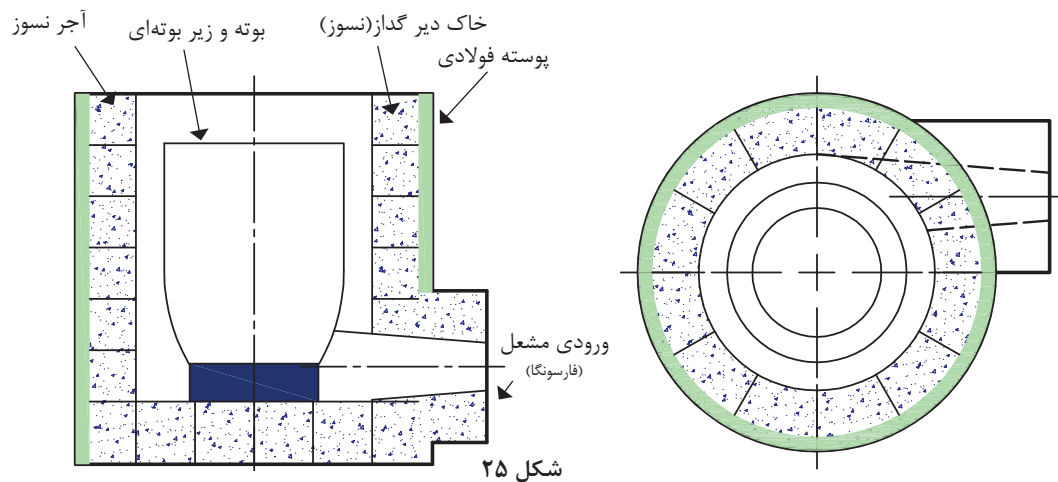 خاک دیر گداز(نسوز)
بوته و زیر بوته‌ای
آجر نسوز
پوسته فولادی
ورودی مشعل
(فارسونگا)
شکل ۲۵